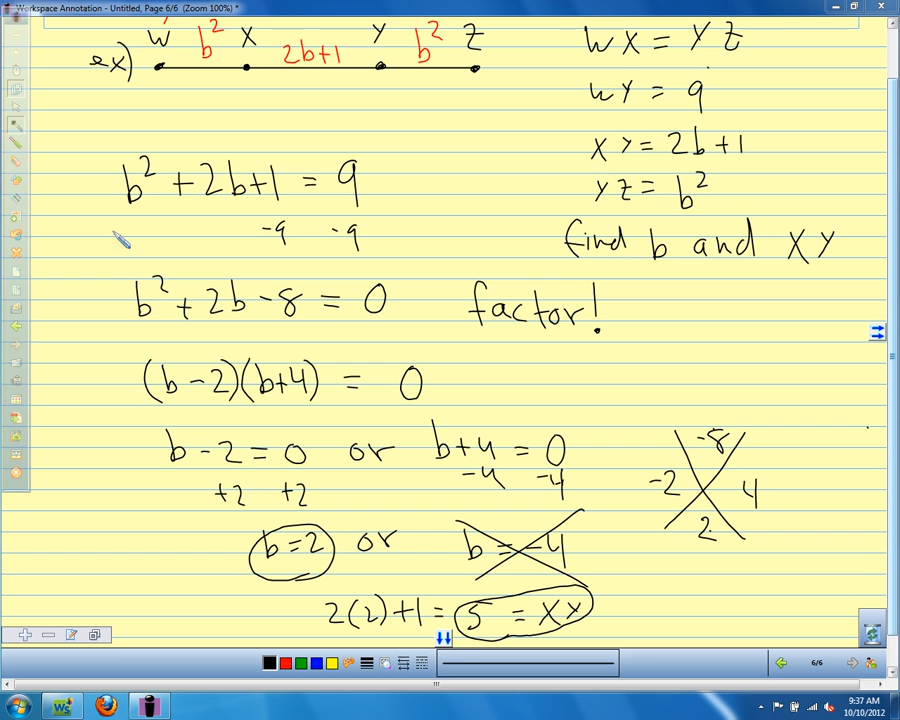 Workspace Annotation - Untitled, Page 6/6 (Zoom 100%) *
W b² X 2b+1 Y b² Z
ex)
WX = YZ
WY = 9
XY = 2b+1
YZ = b²
find b and XY
b² + 2b+1 = 9
-9 -9
b² + 2b - 8 = 0 factor!
(b - 2)(b+4) = 0
b - 2 = 0 or b+4 = 0
+2 +2 -4 -4
b = 2 or b = -4
2(2)+1 = 5 = XY
-8
-2 4
2
6/6
9:37 AM
10/10/2012